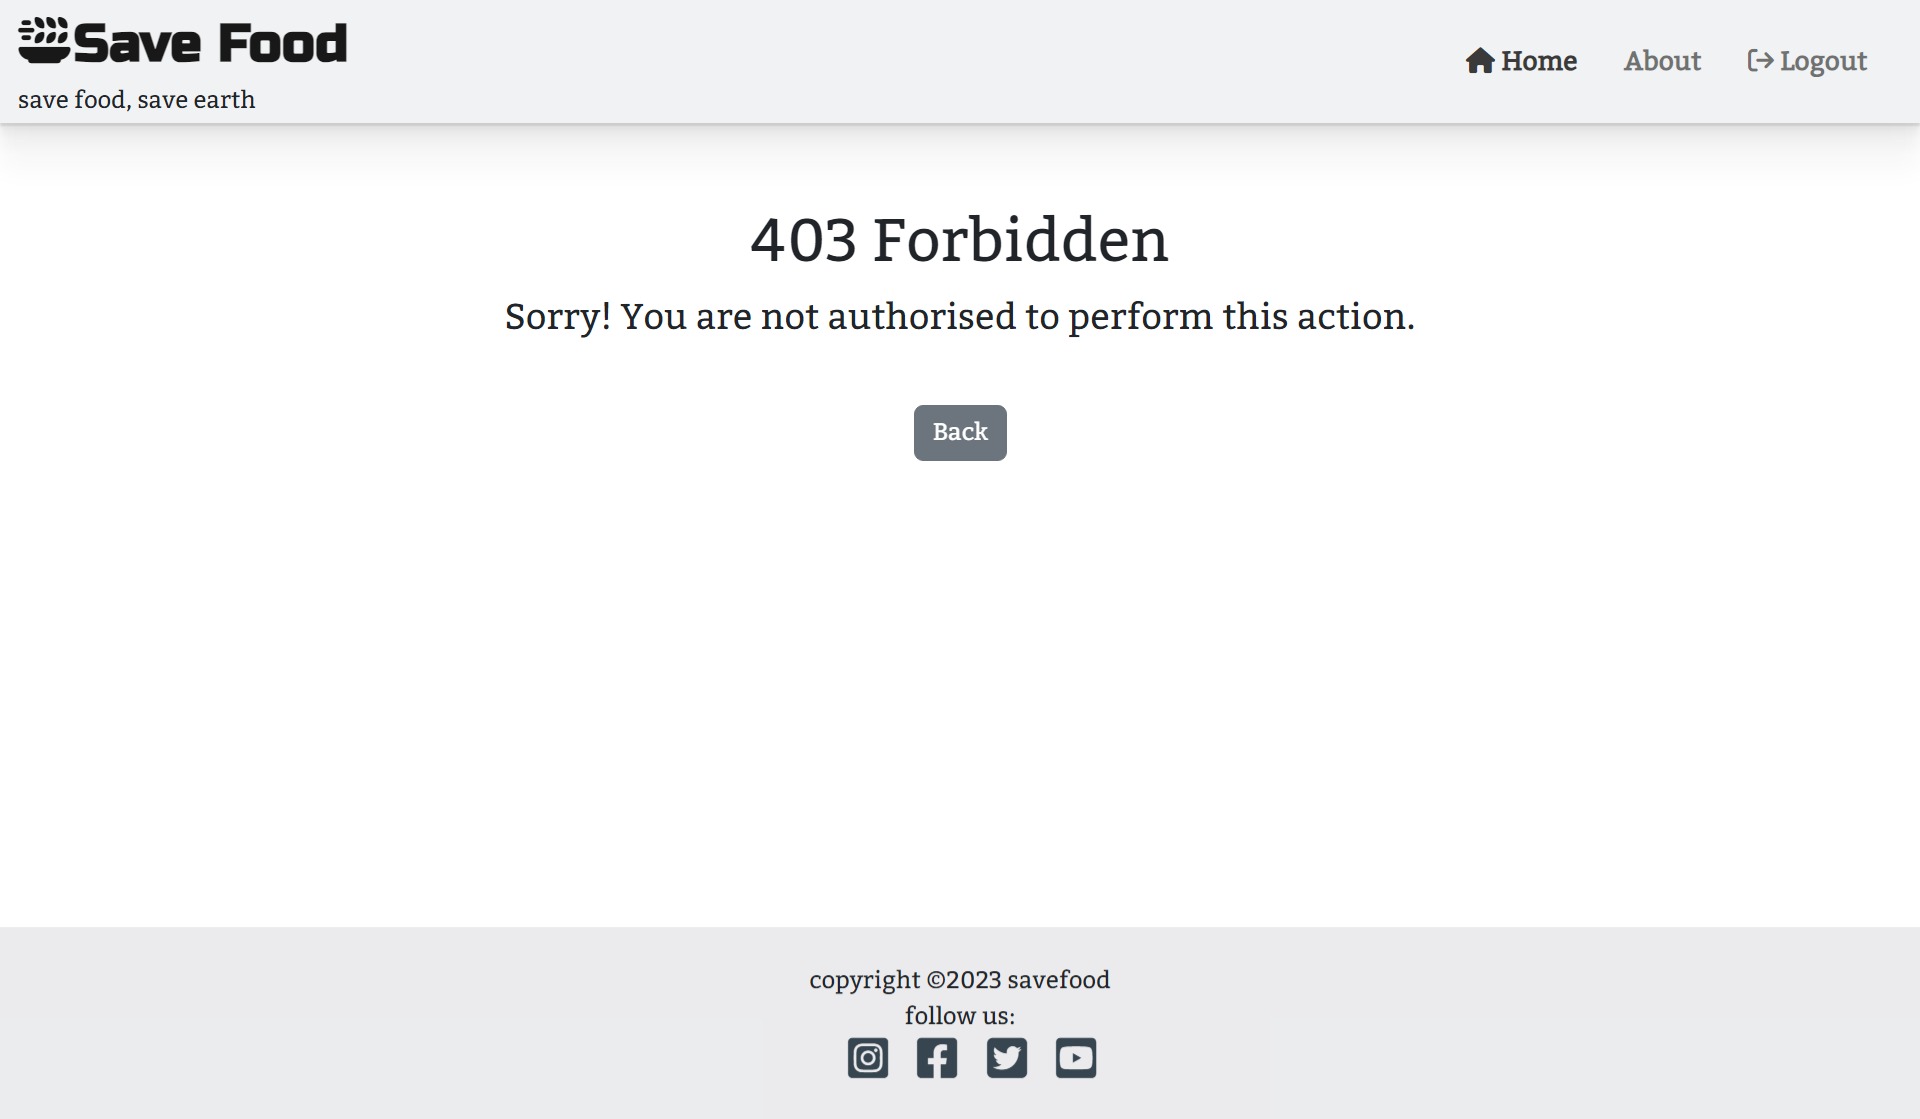 Save Food
save food, save earth
Home
About
Logout
403 Forbidden
Sorry! You are not authorised to perform this action.
Back
copyright ©2023 savefood
follow us: